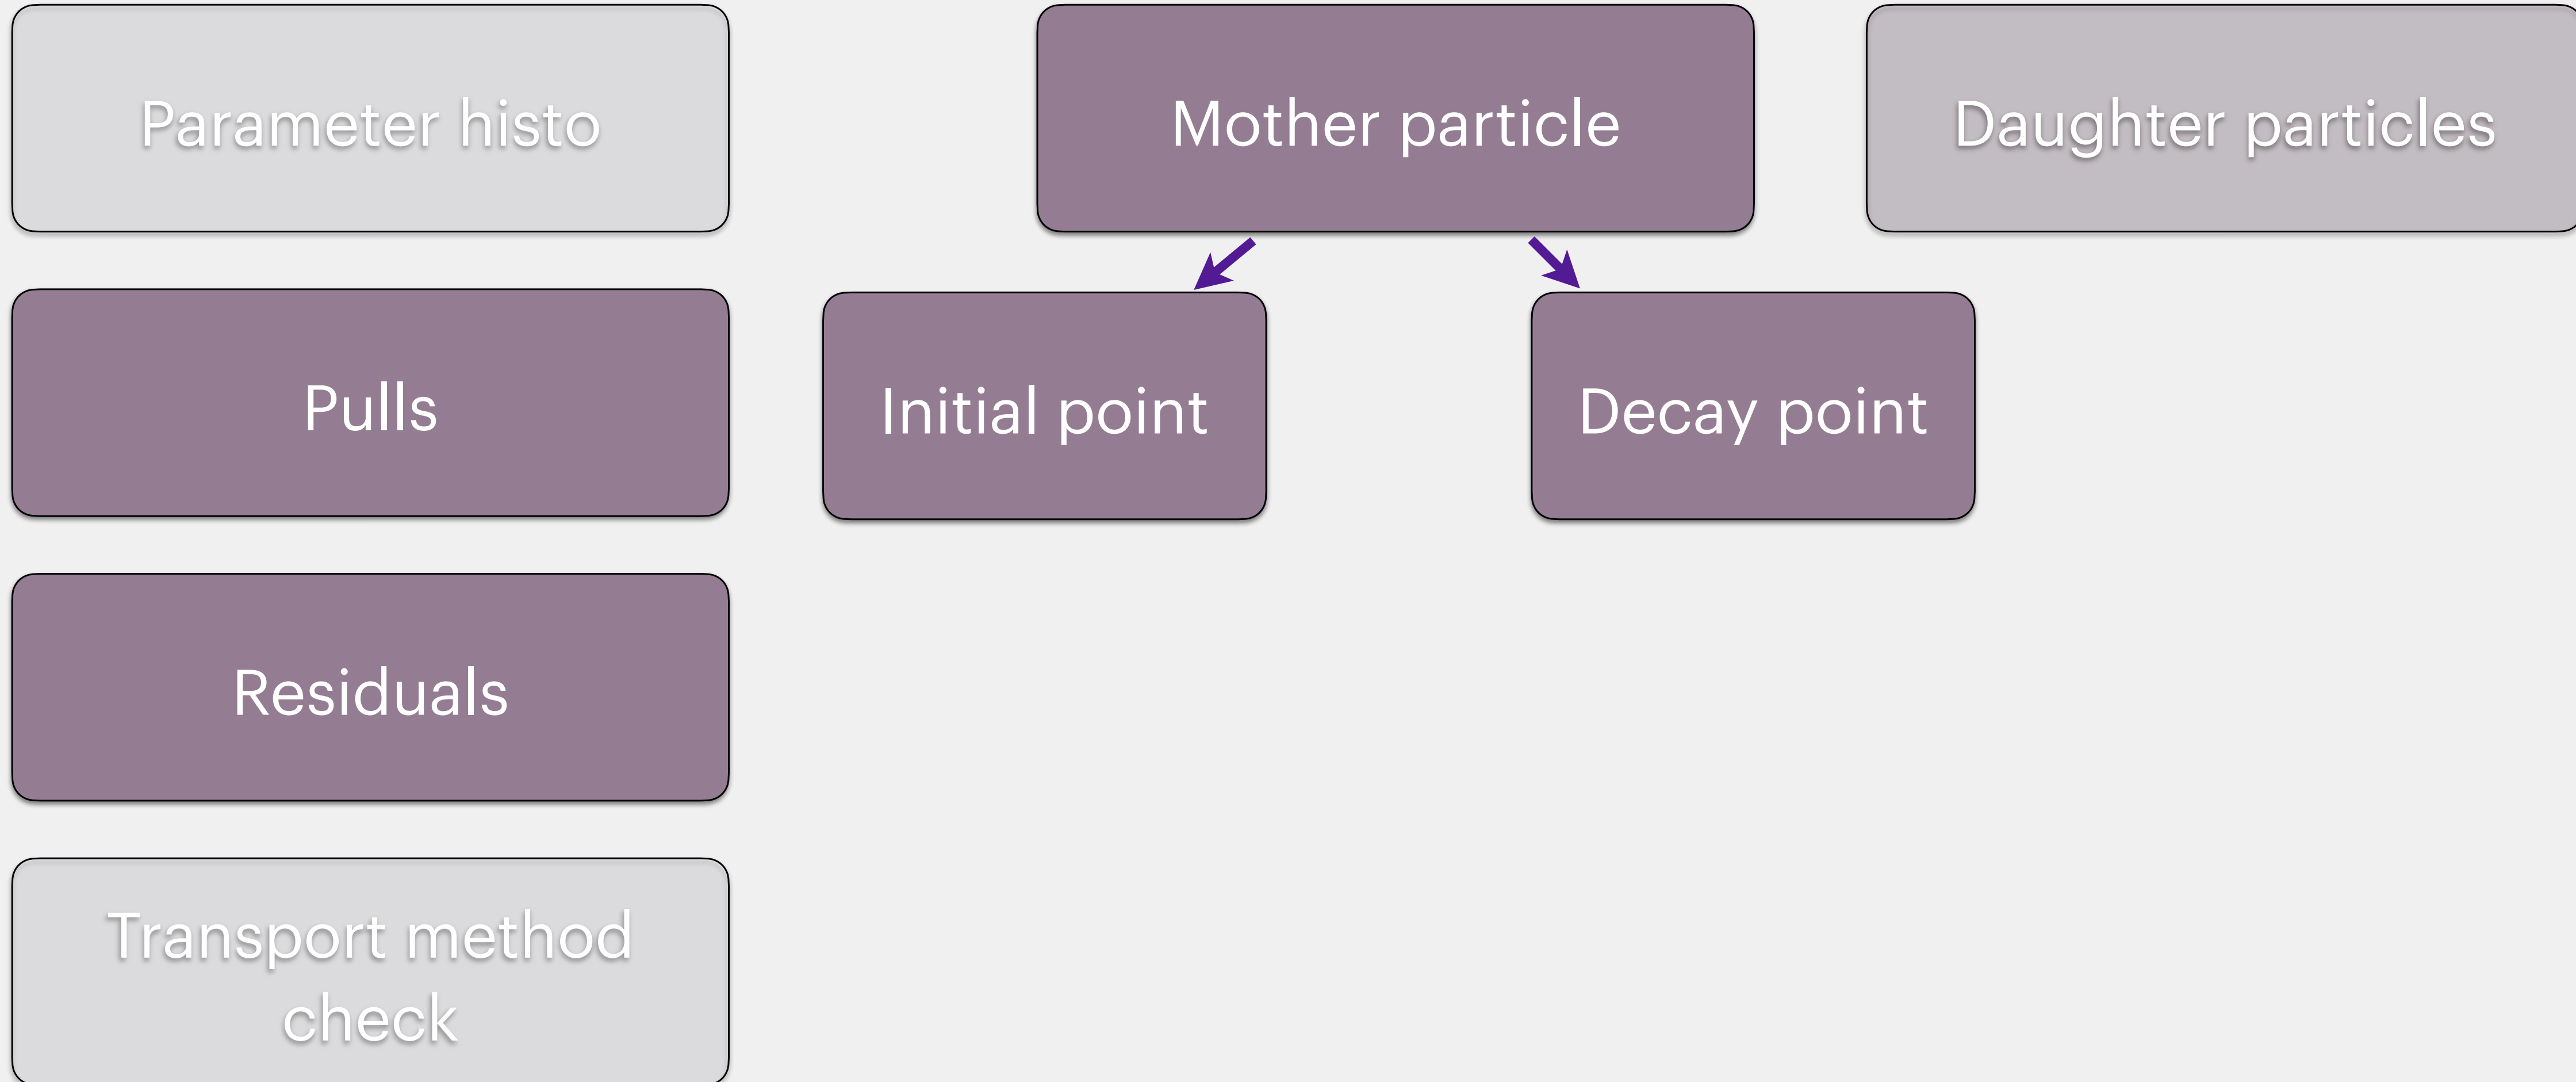 Parameter histo
Mother particle
Daughter particles
Pulls
Initial point
Decay point
Residuals
Transport method
check